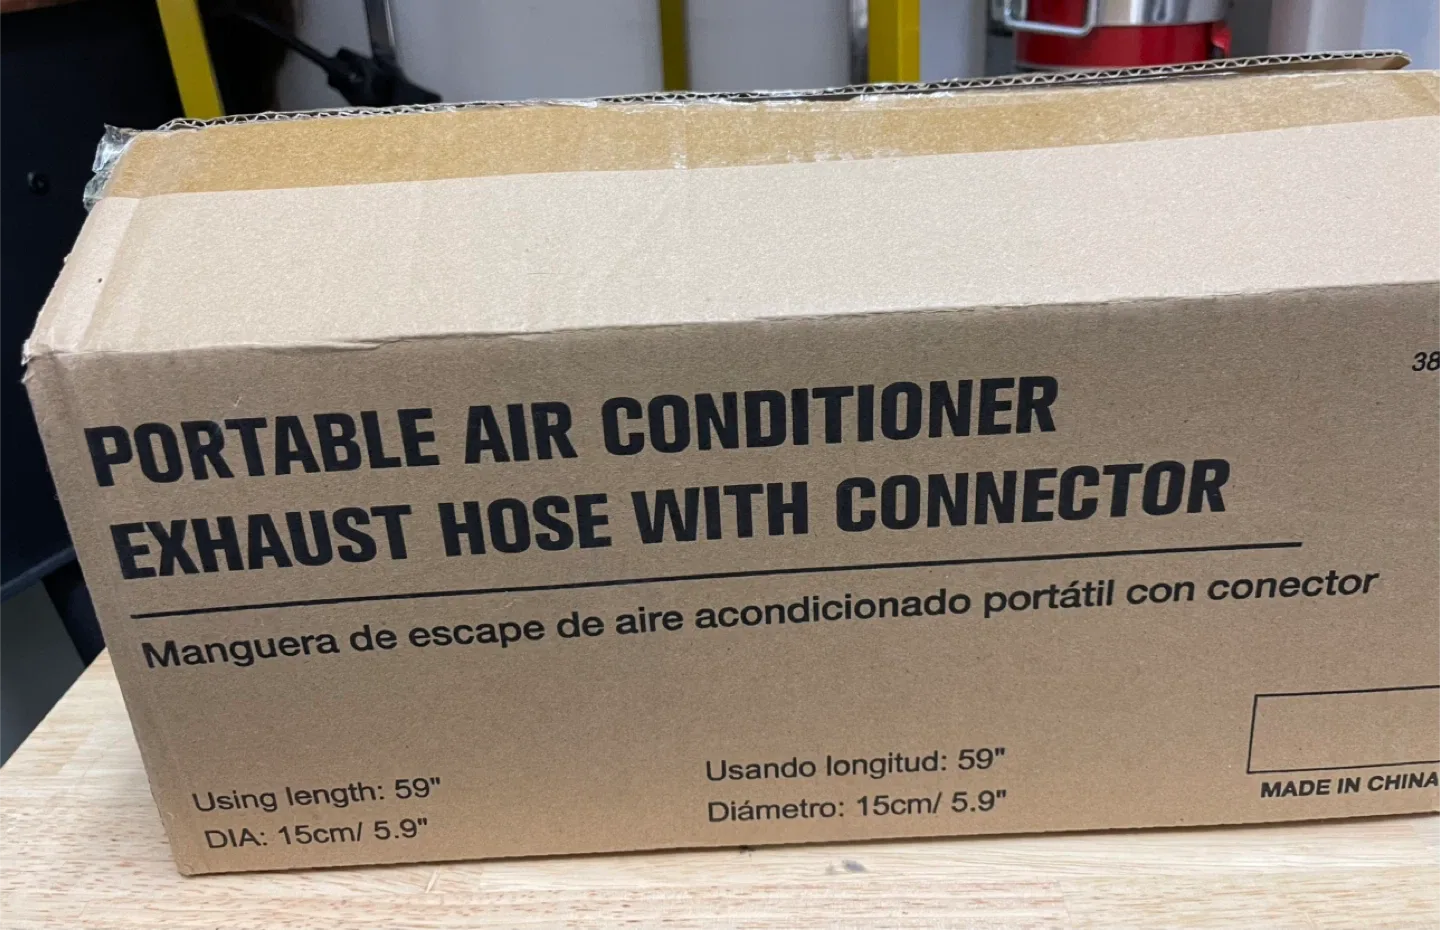 38
PORTABLE AIR CONDITIONER
EXHAUST HOSE WITH CONNECTOR
Manguera de escape de aire acondicionado portátil con conector
Using length: 59"
DIA: 15cm/ 5.9"
Usando longitud: 59"
Diámetro: 15cm/ 5.9"
MADE IN CHINA